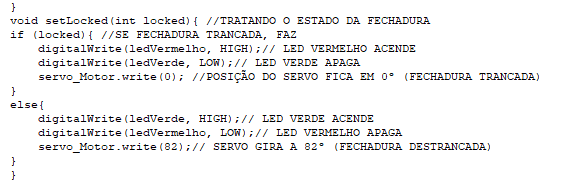 }
void setLocked(int locked){ //TRATANDO O ESTADO DA FECHADURA
if (locked){ //SE FECHADURA TRANCADA, FAZ
    digitalWrite(ledVermelho, HIGH);// LED VERMELHO ACENDE
    digitalWrite(ledVerde, LOW);// LED VERDE APAGA
    servo_Motor.write(0); //POSIÇÃO DO SERVO FICA EM 0º (FECHADURA TRANCADA)
}
else{
    digitalWrite(ledVerde, HIGH);// LED VERDE ACENDE
    digitalWrite(ledVermelho, LOW);// LED VERMELHO APAGA
    servo_Motor.write(82);// SERVO GIRA A 82º (FECHADURA DESTRANCADA)
}
}